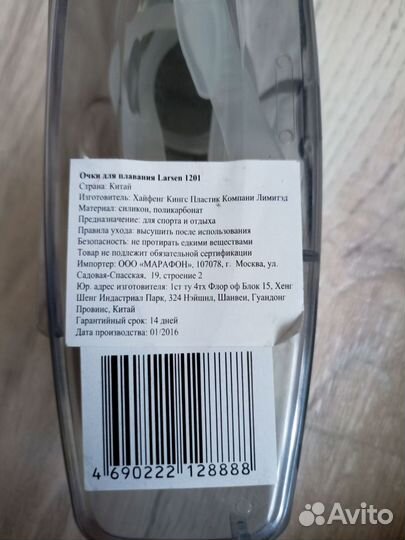 Очки для плавания Larsen 1201
Страна: Китай
Изготовитель: Хайфенг Кингс Пластик Компани Лимитэд
Материал: силикон, поликарбонат
Предназначение: для спорта и отдыха
Правила ухода: высушить после использования
Безопасность: не протирать едкими веществами
Товар не подлежит обязательной сертификации
Импортер: ООО «МАРАФОН», 107078, г. Москва, ул.
Садовая-Спасская, 19, строение 2
Юр. адрес изготовителя: 1ст ту 4тх Флор оф Блок 15, Хенг
Шенг Индастриал Парк, 324 Нэйшнл, Шанвеи, Гуандонг
Провинс, Китай
Гарантийный срок: 14 дней
Дата производства: 01/2016
4 690222 128888
Avito